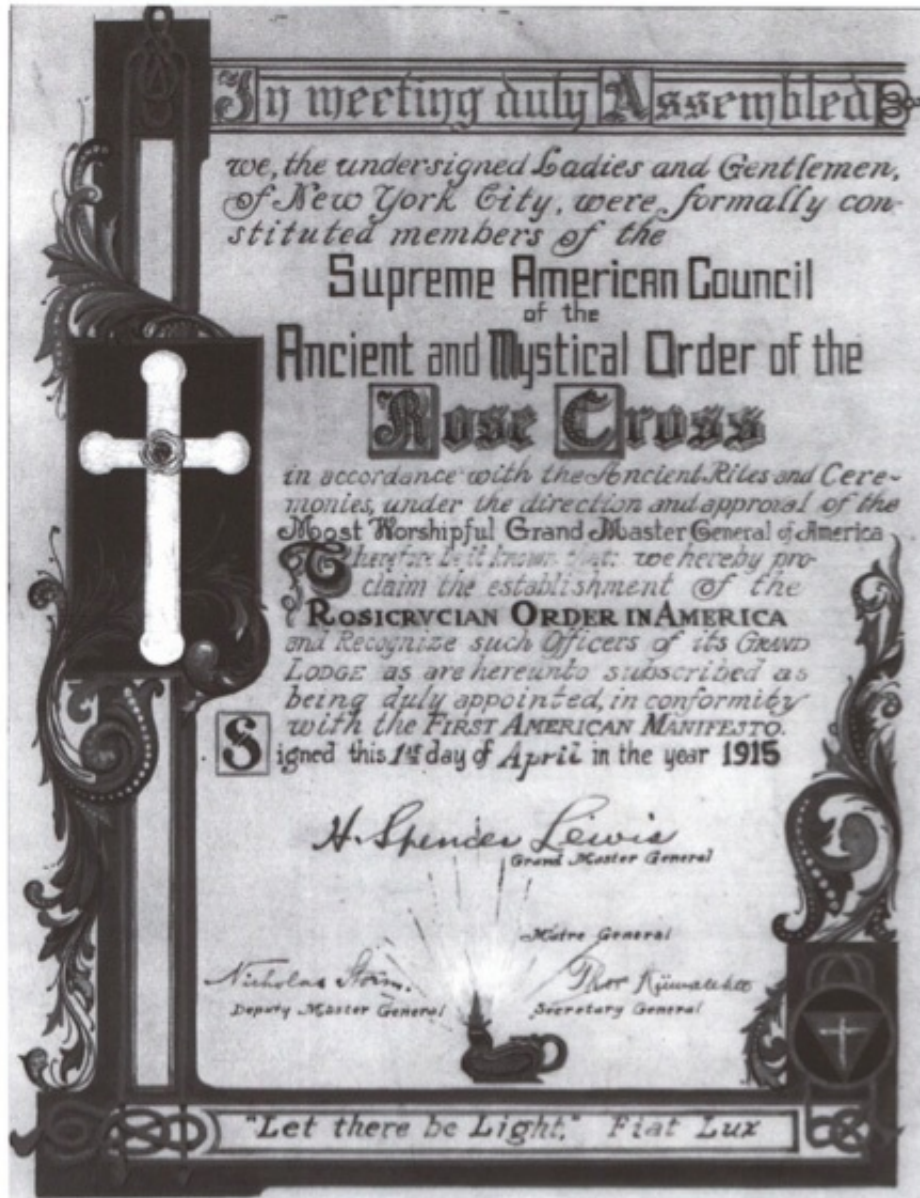 In meeting duly Assembled
we, the undersigned Ladies and Gentlemen,
of New York City, were formally con-
stituted members of the
Supreme American Council
of the
Ancient and Mystical Order of the
Rose Cross
in accordance with the Ancient Rites and Cere-
monies, under the direction and approval of the
Most Worshipful Grand Master General of America
Therefore be it known that: we hereby pro-
claim the establishment of the
ROSICRVCIAN ORDER IN AMERICA
and Recognize such Officers of its GRAND
LODGE as are hereunto subscribed as
being duly appointed, in conformity
with the FIRST AMERICAN MANIFESTO.
Signed this 1st day of April in the year 1915
H. Spencer Lewis
Grand Master General
Matre General
Nicholas Storm.
Deputy Master General
Thor
Secretary General
"Let there be Light," Fiat Lux